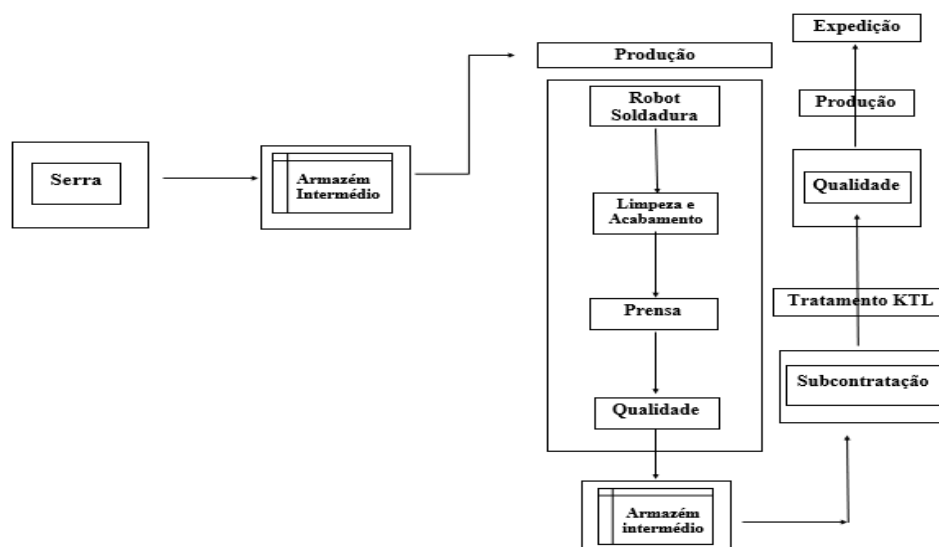 Serra
Armazém
Intermédio
Produção
Robot
Soldadura
Limpeza e
Acabamento
Prensa
Qualidade
Armazém
intermédio
Subcontratação
Tratamento KTL
Qualidade
Produção
Expedição